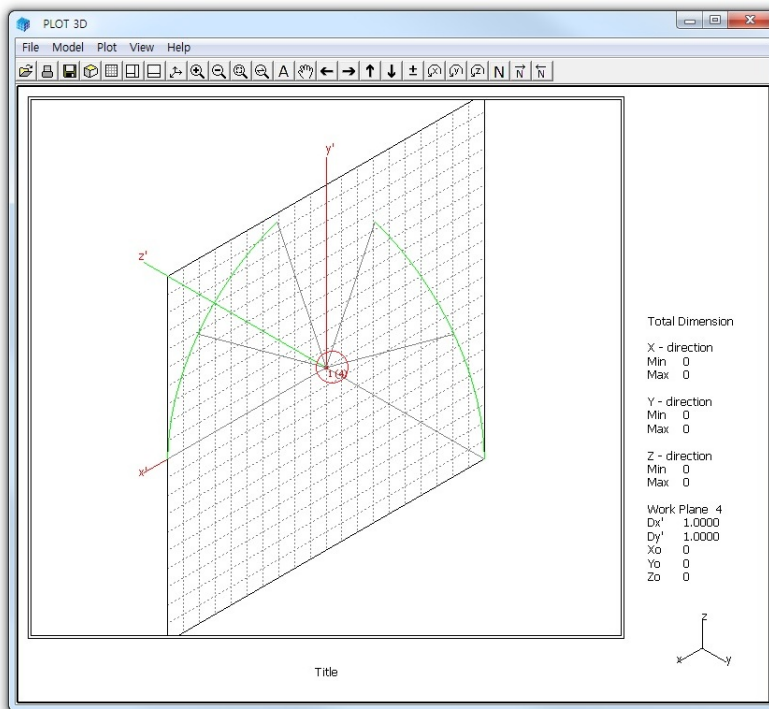 PLOT 3D
File Model Plot View Help
A ± x y z N N N
y'
z'
1 (4)
x'
Total Dimension
X - direction
Min 0
Max 0
Y - direction
Min 0
Max 0
Z - direction
Min 0
Max 0
Work Plane 4
Dx' 1.0000
Dy' 1.0000
Xo 0
Yo 0
Zo 0
z
x y
Title